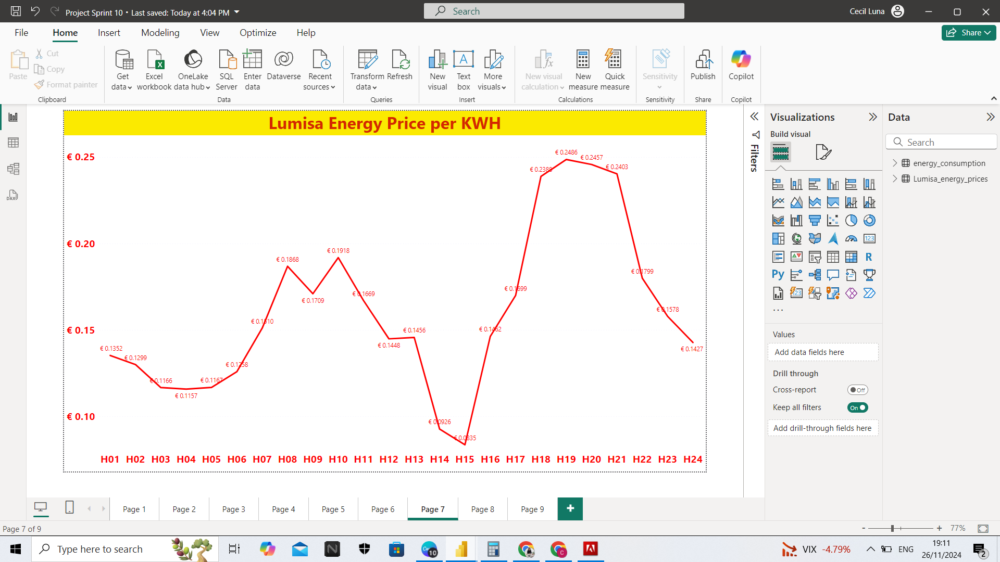 Project Sprint 10 • Last saved: Today at 4:04 PM
Search
Cecil Luna
File Home Insert Modeling View Optimize Help
Share
Paste
Cut
Copy
Format painter
Clipboard
Get data
Excel workbook
OneLake data hub
SQL Server
Enter data
Dataverse
Recent sources
Data
Transform data
Refresh
Queries
New visual
Text box
More visuals
Insert
New visual calculation
New measure
Quick measure
Calculations
Sensitivity
Sensitivity
Publish
Share
Copilot
Copilot
Lumisa Energy Price per KWH
€ 0.25
€ 0.20
€ 0.15
€ 0.10
€ 0.1352
€ 0.1299
€ 0.1166
€ 0.1157
€ 0.1167
€ 0.1258
€ 0.1510
€ 0.1868
€ 0.1709
€ 0.1918
€ 0.1669
€ 0.1448
€ 0.1456
€ 0.0926
€ 0.0835
€ 0.1462
€ 0.1699
€ 0.2388
€ 0.2486
€ 0.2457
€ 0.2403
€ 0.1799
€ 0.1578
€ 0.1427
H01 H02 H03 H04 H05 H06 H07 H08 H09 H10 H11 H12 H13 H14 H15 H16 H17 H18 H19 H20 H21 H22 H23 H24
Filters
Visualizations
Build visual
123
R
Py
123
Values
Add data fields here
Drill through
Cross-report
Off
Keep all filters
On
Add drill-through fields here
Data
Search
energy_consumption
Lumisa_energy_prices
DAX
Page 1 Page 2 Page 3 Page 4 Page 5 Page 6 Page 7 Page 8 Page 9 +
Page 7 of 9
- + 77%
Type here to search
10
VIX -4.79%
ENG
19:11
26/11/2024
2